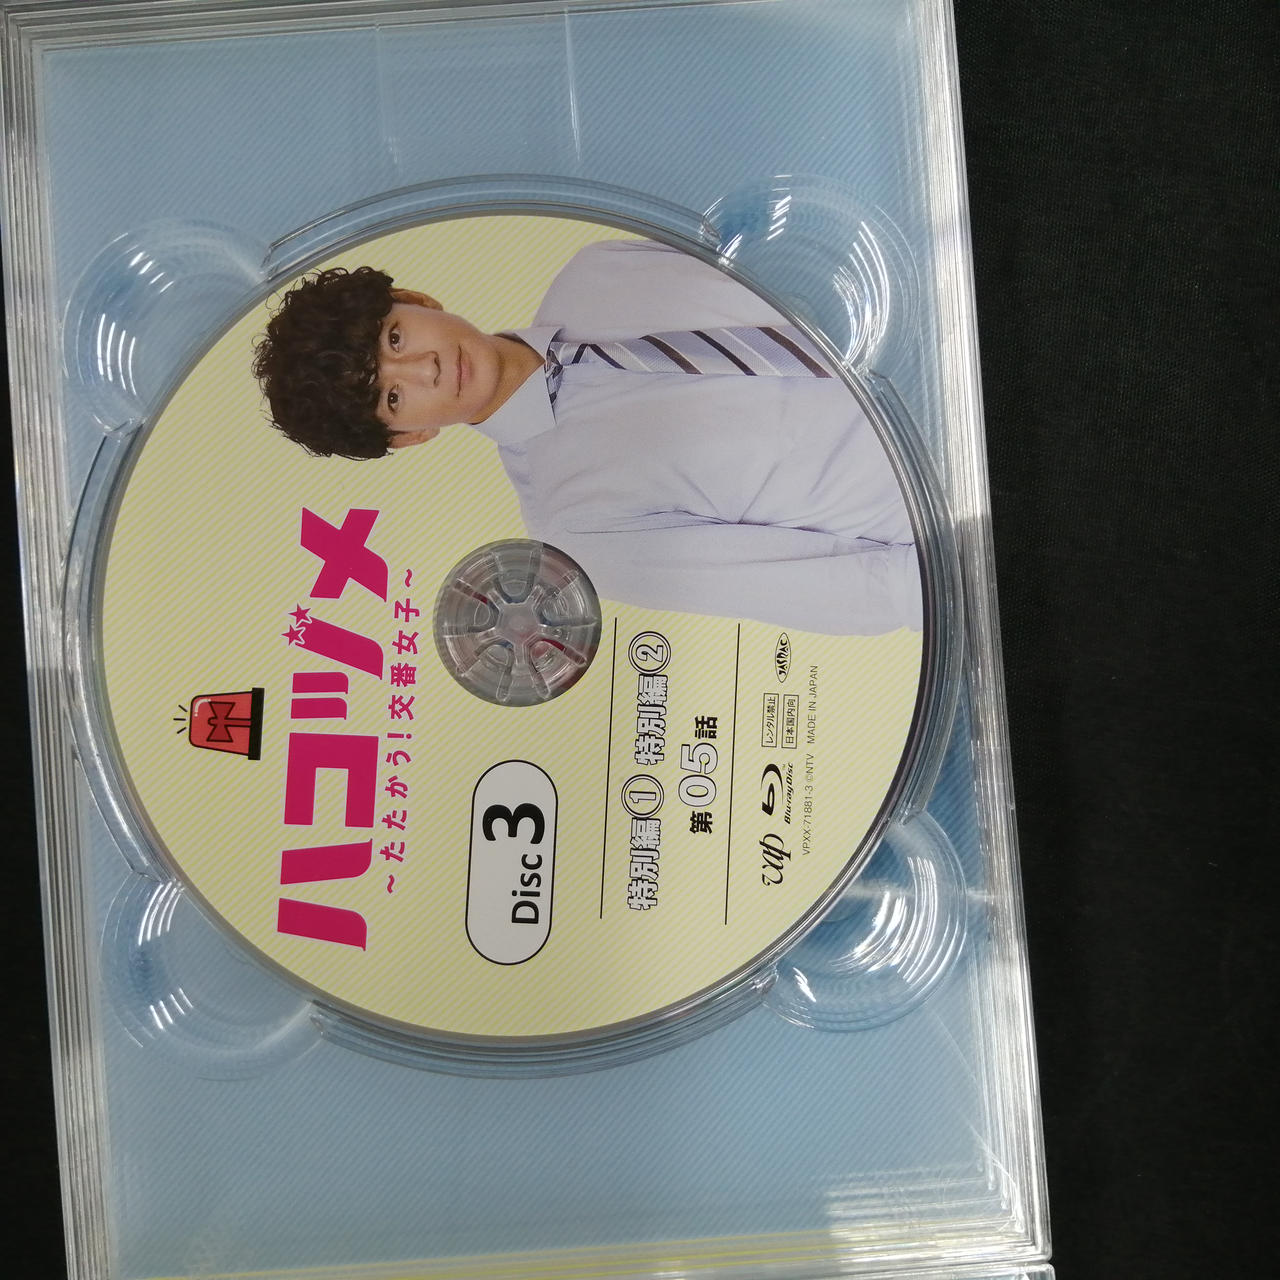 ハコヅメ
~たたかう!交番女子~
Disc 3
特別編① 特別編②
第05話
vap
Blu-ray Disc
レンタル禁止
日本国内向
JASRAC
VPXX-71881-3 ©NTV MADE IN JAPAN